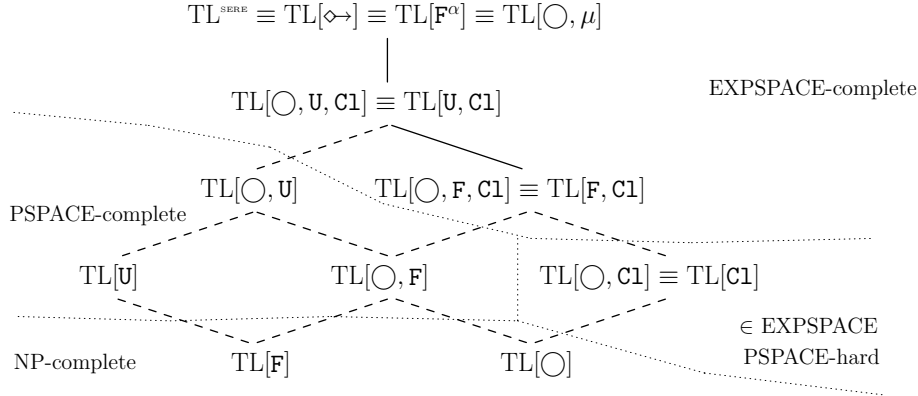 TL^SERE ≡ TL[◇→] ≡ TL[F^α] ≡ TL[◯, μ]
EXPSPACE-complete
TL[◯, U, Cl] ≡ TL[U, Cl]
TL[◯, U]
TL[◯, F, Cl] ≡ TL[F, Cl]
PSPACE-complete
TL[U]
TL[◯, F]
TL[◯, Cl] ≡ TL[Cl]
∈ EXPSPACE
PSPACE-hard
NP-complete
TL[F]
TL[◯]